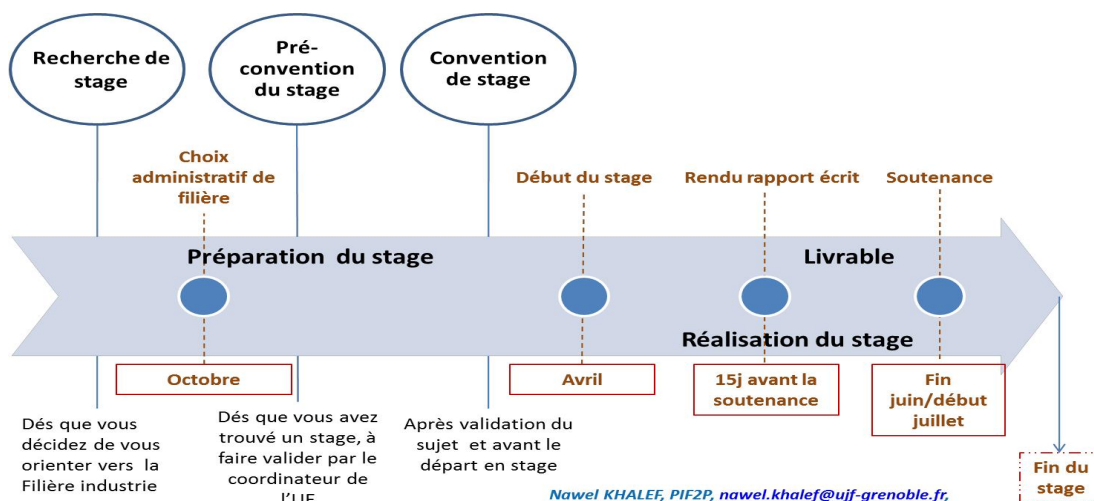 Recherche de
stage
Pré-
convention
du stage
Convention
de stage
Choix
administratif de
filière
Début du stage
Rendu rapport écrit
Soutenance
Préparation du stage
Livrable
Réalisation du stage
Octobre
Avril
15j avant la
soutenance
Fin
juin/début
juillet
Dés que vous
décidez de vous
orienter vers la
Filière industrie
Dés que vous avez
trouvé un stage, à
faire valider par le
coordinateur de
Après validation du
sujet et avant le
départ en stage
Fin du
stage
Nawel KHALEF, PIF2P, nawel.khalef@ujf-grenoble.fr,